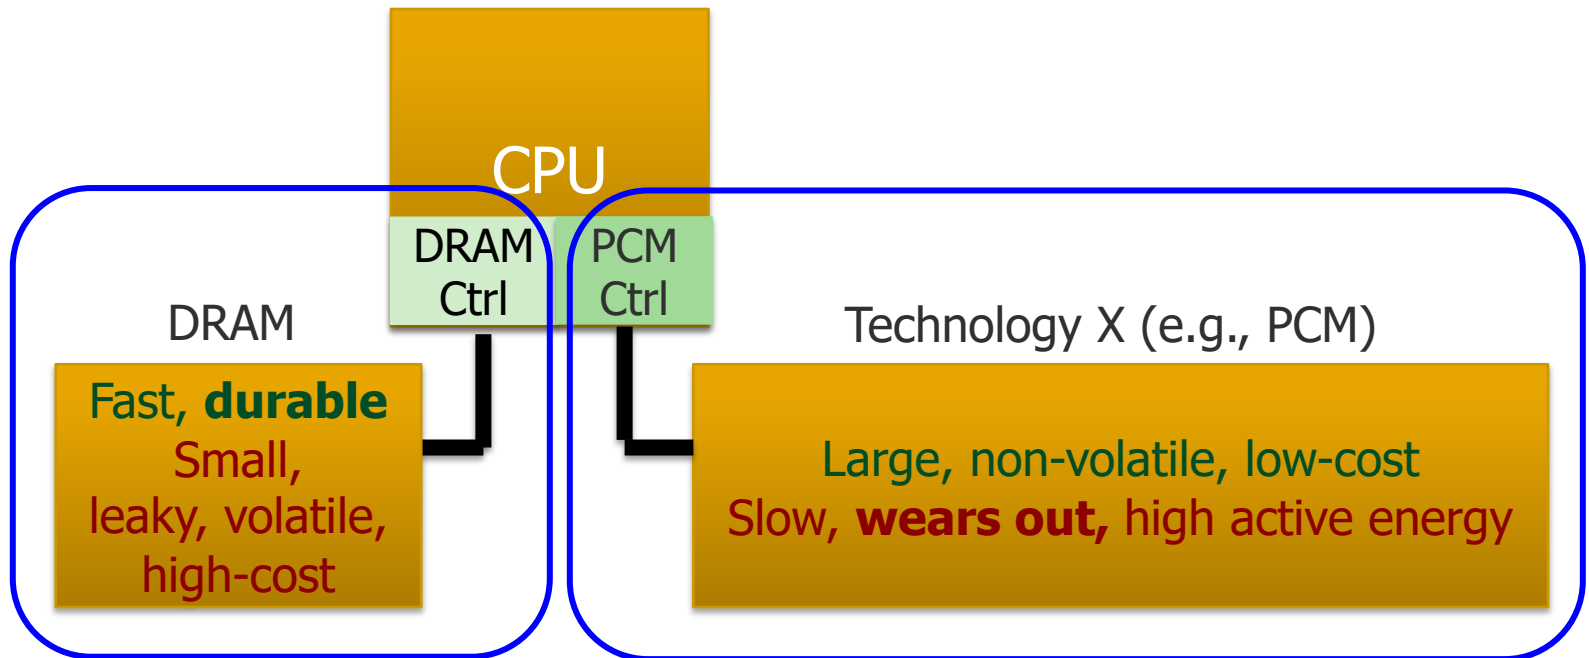 CPU
DRAM
Ctrl
PCM
Ctrl
DRAM
Fast, durable
Small,
leaky, volatile,
high-cost
Technology X (e.g., PCM)
Large, non-volatile, low-cost
Slow, wears out, high active energy